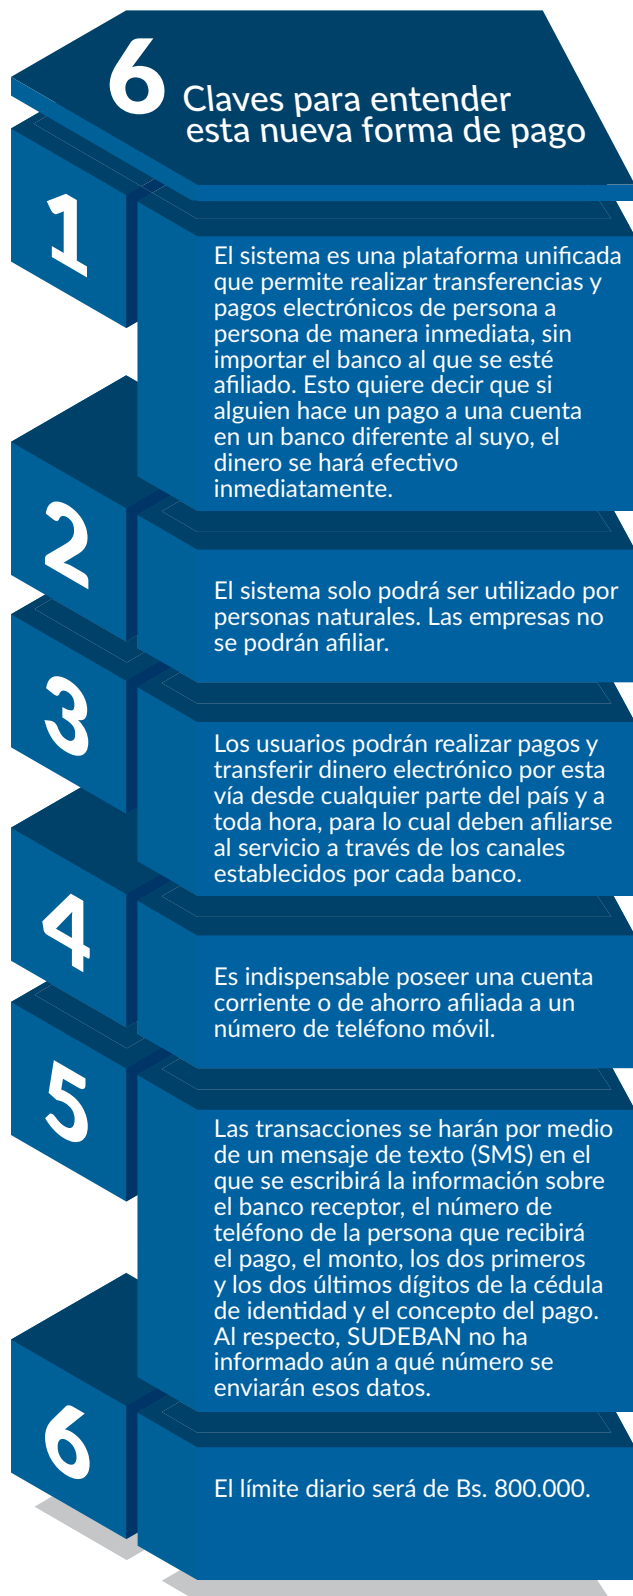 6
Claves para entender
esta nueva forma de pago
1
El sistema es una plataforma unificada
que permite realizar transferencias y
pagos electrónicos de persona a
persona de manera inmediata, sin
importar el banco al que se esté
afiliado. Esto quiere decir que si
alguien hace un pago a una cuenta
en un banco diferente al suyo, el
dinero se hará efectivo
inmediatamente.
2
El sistema solo podrá ser utilizado por
personas naturales. Las empresas no
se podrán afiliar.
3
Los usuarios podrán realizar pagos y
transferir dinero electrónico por esta
vía desde cualquier parte del país y a
toda hora, para lo cual deben afiliarse
al servicio a través de los canales
establecidos por cada banco.
4
Es indispensable poseer una cuenta
corriente o de ahorro afiliada a un
número de teléfono móvil.
5
Las transacciones se harán por medio
de un mensaje de texto (SMS) en el
que se escribirá la información sobre
el banco receptor, el número de
teléfono de la persona que recibirá
el pago, el monto, los dos primeros
y los dos últimos dígitos de la cédula
de identidad y el concepto del pago.
Al respecto, SUDEBAN no ha
informado aún a qué número se
enviarán esos datos.
6
El límite diario será de Bs. 800.000.